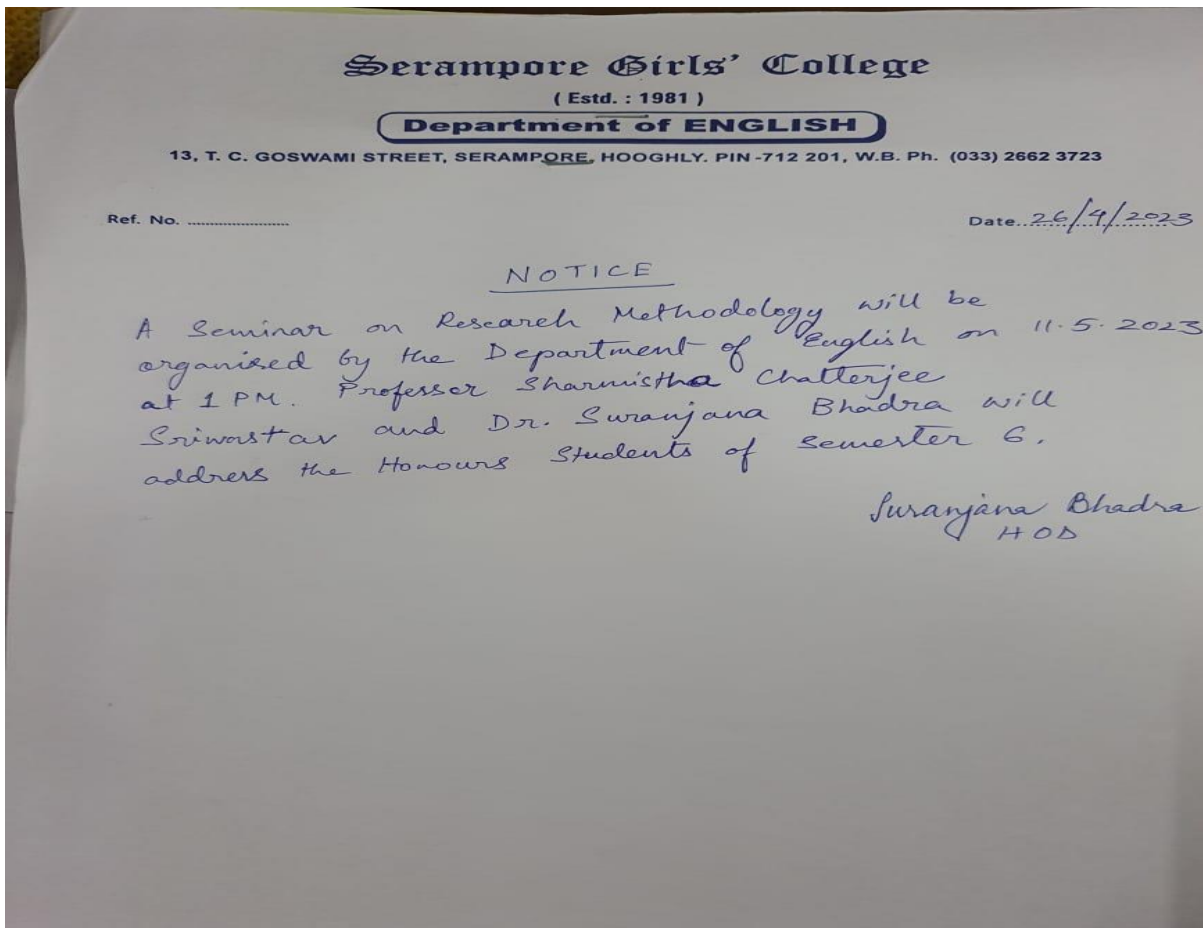 Serampore Girls' College
( Estd. : 1981 )
Department of ENGLISH
13, T. C. GOSWAMI STREET, SERAMPORE, HOOGHLY. PIN -712 201, W.B. Ph. (033) 2662 3723
Ref. No. ........................ Date..26/4/2023
NOTICE
A Seminar on Research Methodology will be
organised by the Department of English on 11.5.2023
at 1 PM. Professor Sharmistha Chatterjee
Sriwastav and Dr. Suranjana Bhadra will
address the Honours Students of Semester 6.
Suranjana Bhadra
HOD